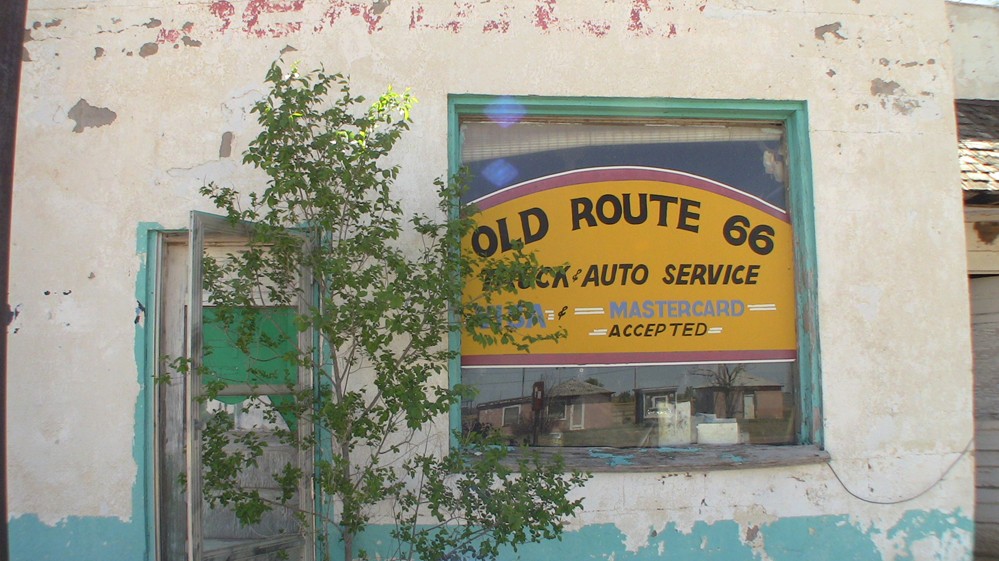 OLD ROUTE 66
TRUCK & AUTO SERVICE
VISA & MASTERCARD
ACCEPTED